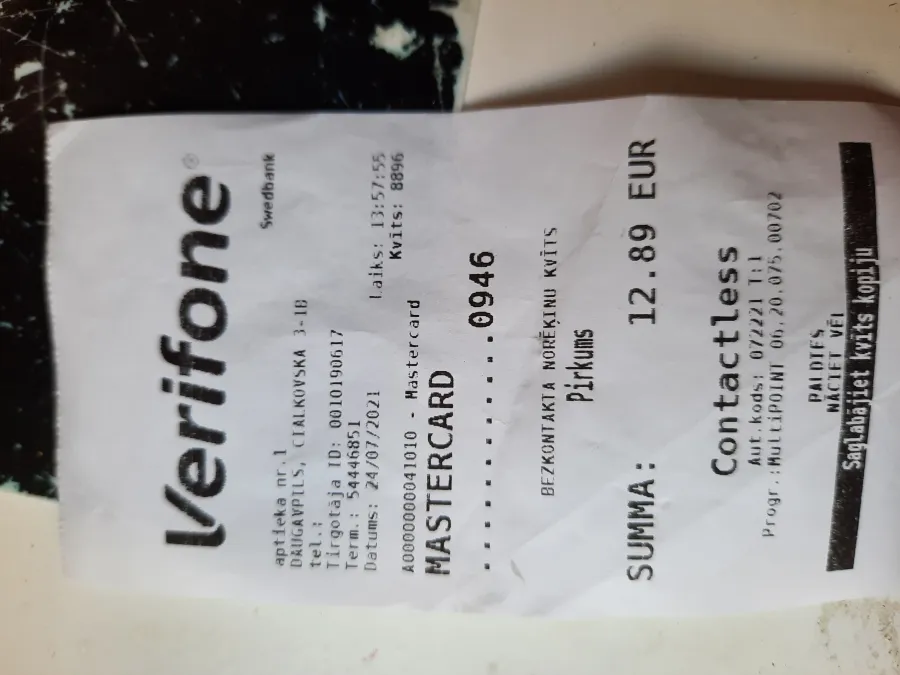 Verifone®
Swedbank
aptieka nr.1
DAUGAVPILS, CIALKOVSKA 3-1B
tel.:
Tirgotāja ID: 0010190617
Term.: 54446851
Datums: 24/07/2021 Laiks: 13:57:55
Kvīts: 8896
A0000000041010 - Mastercard
MASTERCARD
............0946
BEZKONTAKTA NORĒĶINU KVĪTS
Pirkums
SUMMA: 12.89 EUR
Contactless
Aut.kods: 072221 T:1
Progr.:MultiPOINT 06.20.075.00702
PALDIES
NĀCIET VĒL
Saglabājiet kvīts kopiju